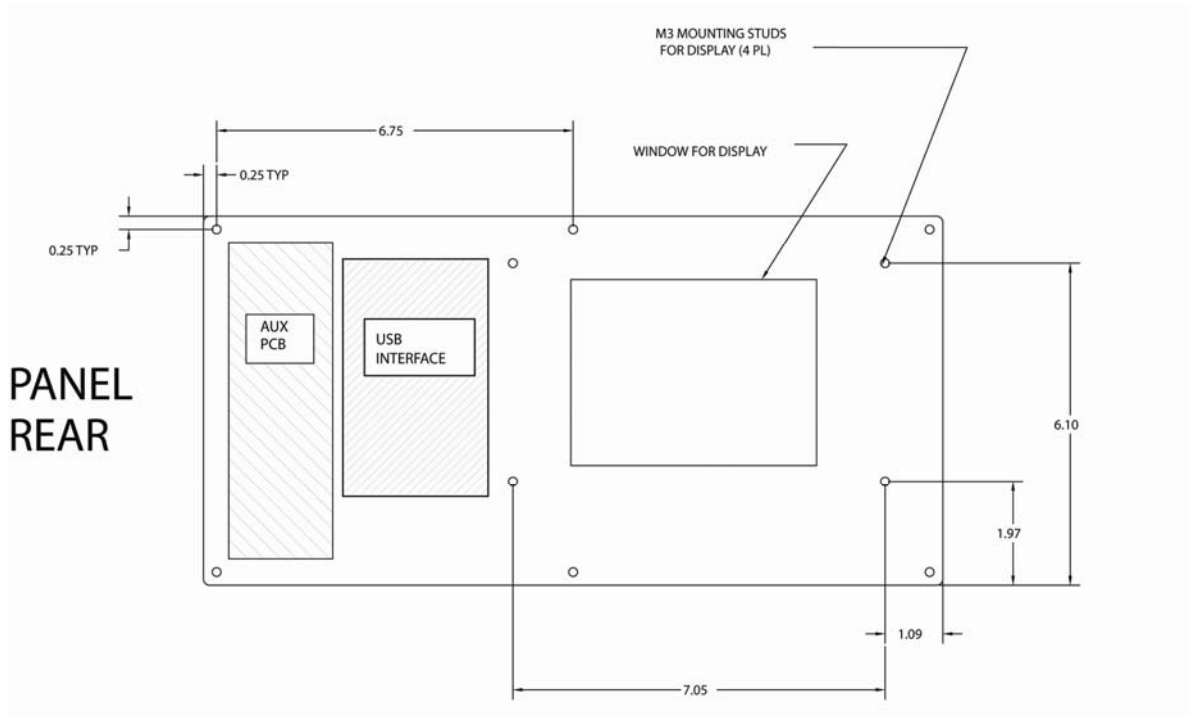 M3 MOUNTING STUDS
FOR DISPLAY (4 PL)
6.75
WINDOW FOR DISPLAY
0.25 TYP
0.25 TYP
AUX
PCB
USB
INTERFACE
PANEL
REAR
6.10
1.97
1.09
7.05